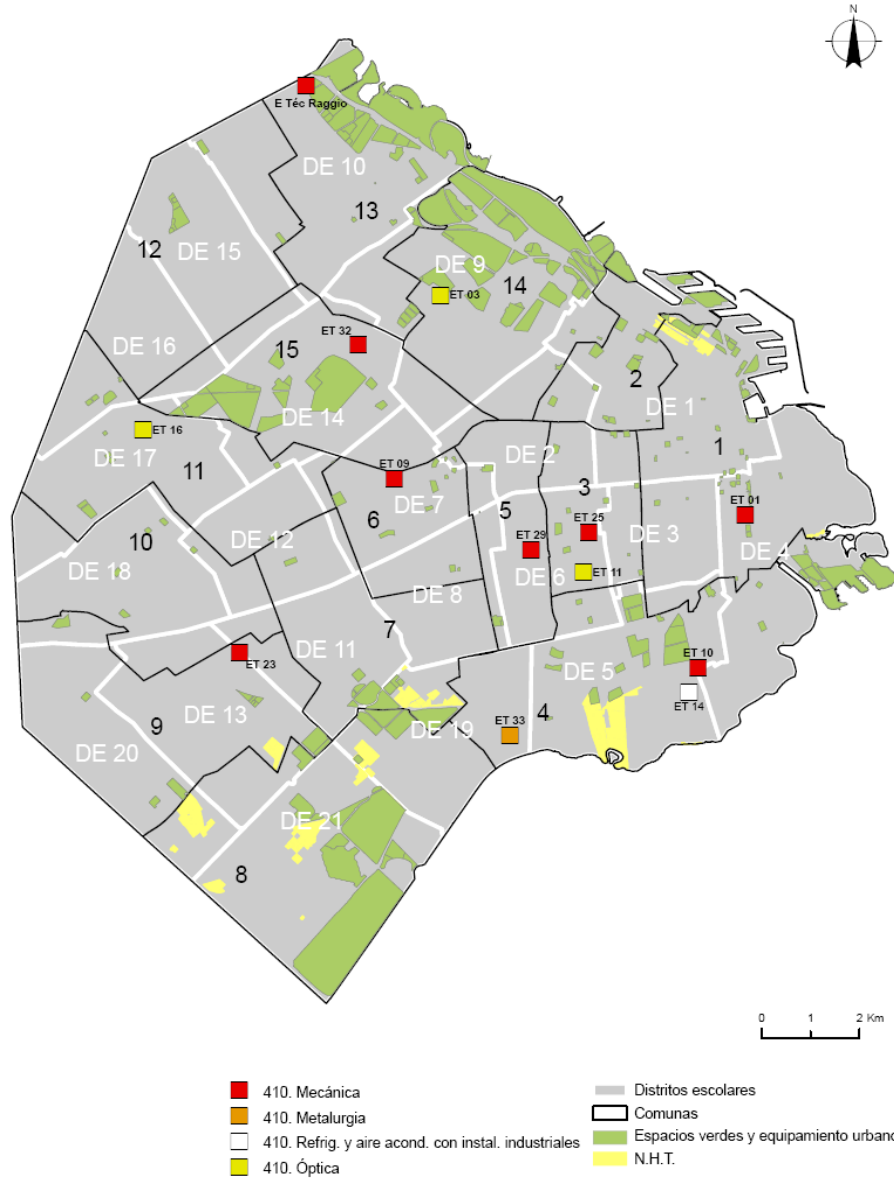 N
E Téc Raggio
DE 10
13
12
DE 15
DE 9
14
ET 03
ET 32
15
DE 16
2
DE 1
DE 14
ET 16
1
DE 17
11
DE 2
ET 09
DE 7
3
ET 01
6
5
ET 25
DE 3
DE 4
10
DE 12
ET 29
DE 18
DE 6
ET 11
DE 8
7
DE 11
ET 23
DE 5
ET 10
ET 14
DE 13
9
4
DE 19
ET 33
DE 20
DE 21
8
0 1 2 Km
410. Mecánica
410. Metalurgia
410. Refrig. y aire acond. con instal. industriales
410. Óptica
Distritos escolares
Comunas
Espacios verdes y equipamiento urbano
N.H.T.